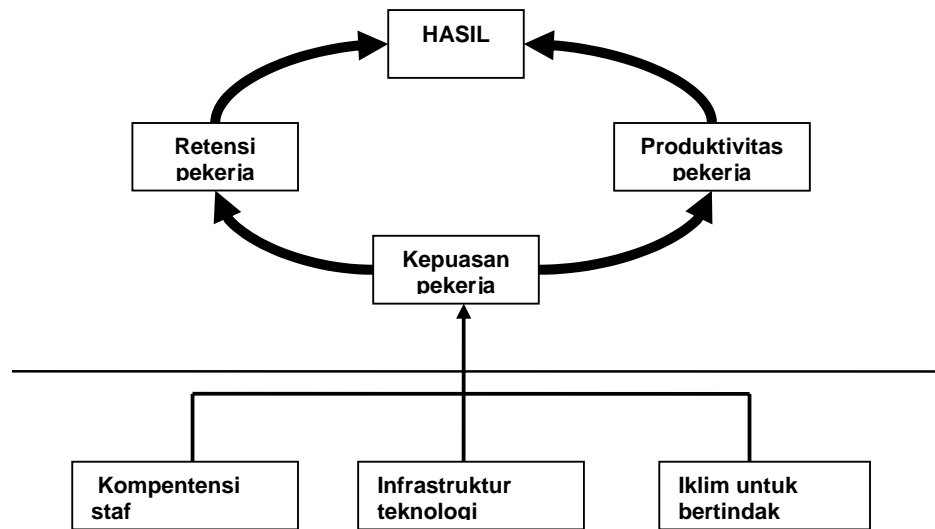 HASIL
Retensi
pekerja
Produktivitas
pekerja
Kepuasan
pekerja
Kompentensi
staf
Infrastruktur
teknologi
Iklim untuk
bertindak